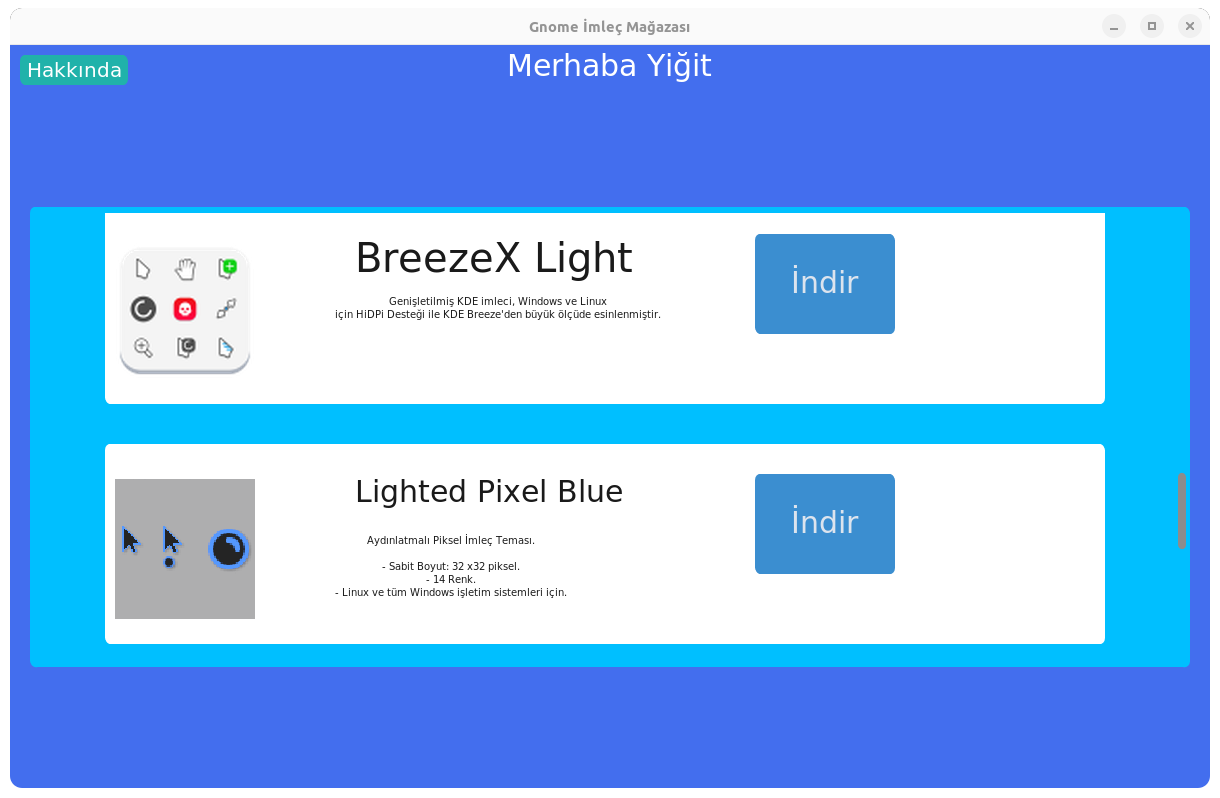 Gnome İmleç Mağazası
Hakkında
Merhaba Yiğit
BreezeX Light
Genişletilmiş KDE imleci, Windows ve Linux
için HiDPi Desteği ile KDE Breeze'den büyük ölçüde esinlenmiştir.
İndir
Lighted Pixel Blue
Aydınlatmalı Piksel İmleç Teması.
- Sabit Boyut: 32 x32 piksel.
- 14 Renk.
- Linux ve tüm Windows işletim sistemleri için.
İndir